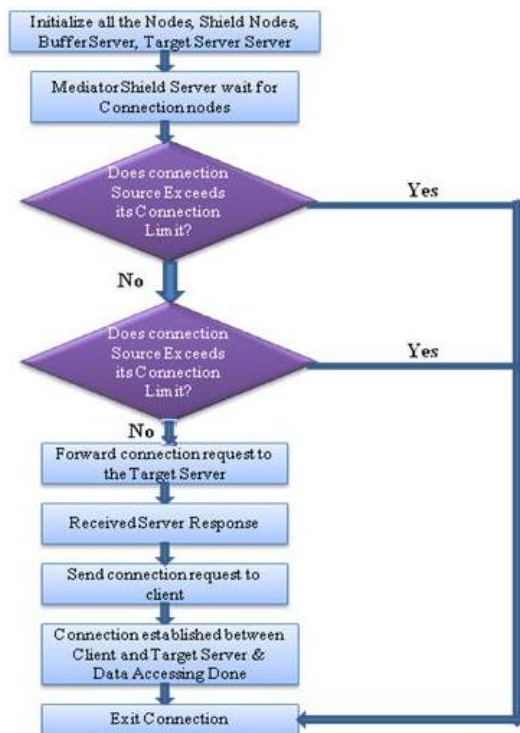 Initialize all the Nodes, Shield Nodes,
BufferServer, Target Server Server
MediatorShield Server wait for
Connection nodes
Does connection
Source Exceeds
its Connection
Limit?
Yes
No
Does connection
Source Exceeds
its Connection
Limit?
Yes
No
Forward connection request to
the Target Server
Received Server Response
Send connection request to
client
Connection established between
Client and Target Server &
Data Accessing Done
Exit Connection